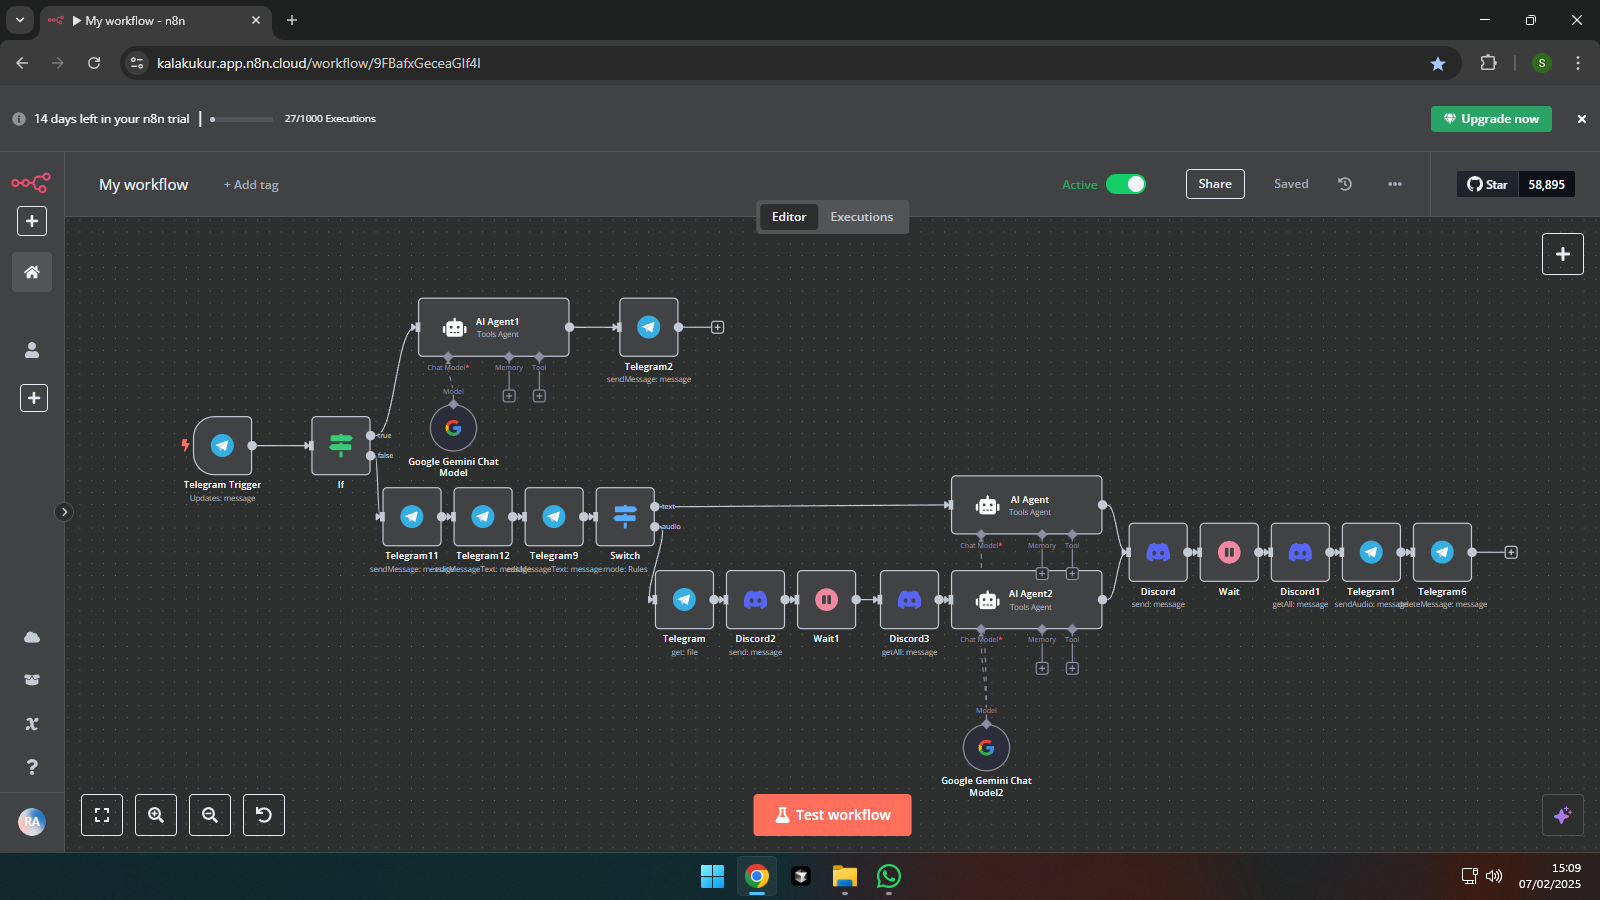 My workflow - n8n
kalakukur.app.n8n.cloud/workflow/9FBafxGeceaGIf4I
14 days left in your n8n trial
27/1000 Executions
Upgrade now
My workflow
+ Add tag
Active
Share
Saved
Star
58,895
Editor
Executions
AI Agent1
Tools Agent
Chat Model*
Memory
Tool
Telegram2
sendMessage: message
Model
Google Gemini Chat
Model
Telegram Trigger
Updates: message
If
true
false
Telegram11
sendMessage: message
Telegram12
editMessageText: message
Telegram9
editMessageText: message
Switch
mode: Rules
text
audio
AI Agent
Tools Agent
Chat Model*
Memory
Tool
Telegram
get: file
Discord2
send: message
Wait1
Discord3
getAll: message
AI Agent2
Tools Agent
Chat Model*
Memory
Tool
Model
Google Gemini Chat
Model2
Discord
send: message
Wait
Discord1
getAll: message
Telegram1
sendAudio: message
Telegram6
deleteMessage: message
RA
Test workflow
S
15:09
07/02/2025